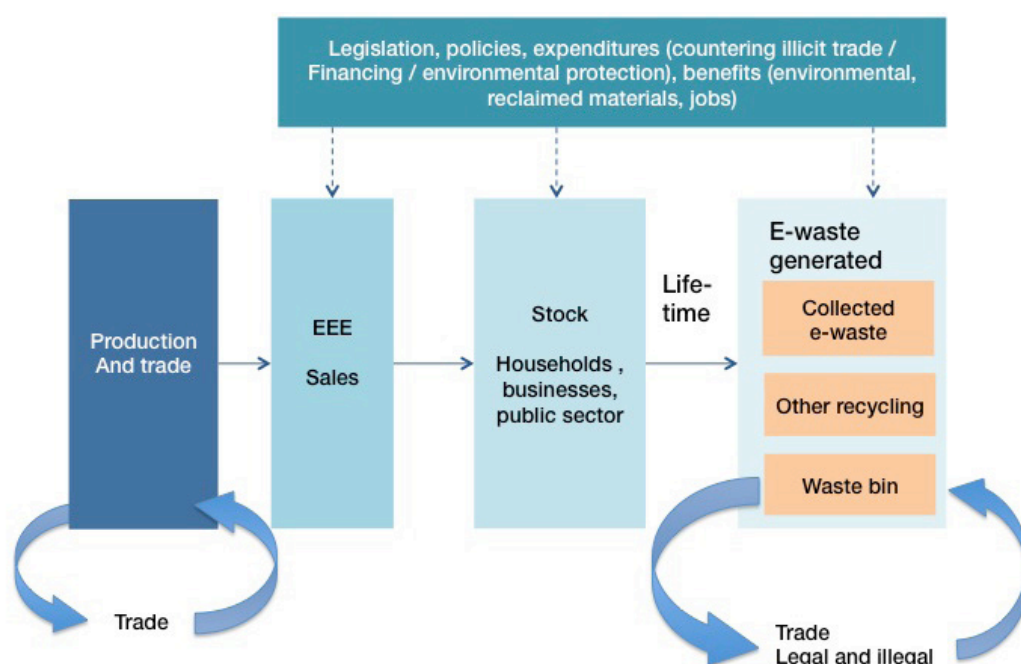 Legislation, policies, expenditures (countering illicit trade /
Financing / environmental protection), benefits (environmental,
reclaimed materials, jobs)
Production
And trade
EEE
Sales
Stock
Households ,
businesses,
public sector
Life-
time
E-waste
generated
Collected
e-waste
Other recycling
Waste bin
Trade
Trade
Legal and illegal